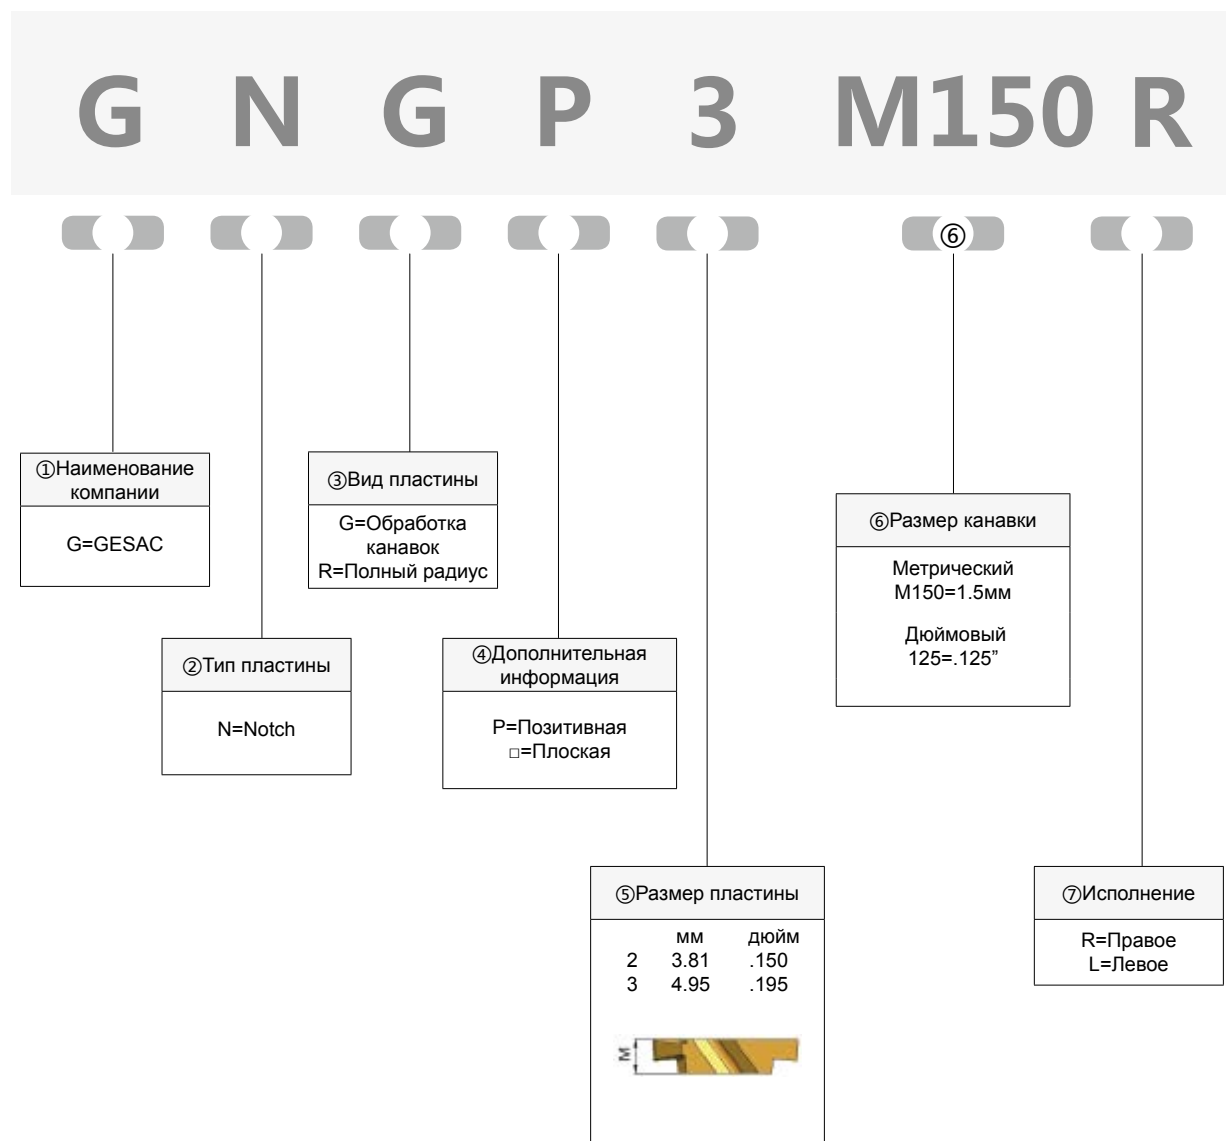 G N G P 3 M150 R
⑥
①Наименование
компании
G=GESAC
②Тип пластины
N=Notch
③Вид пластины
G=Обработка
канавок
R=Полный радиус
④Дополнительная
информация
P=Позитивная
□=Плоская
⑤Размер пластины
мм дюйм
2 3.81 .150
3 4.95 .195
M
⑥Размер канавки
Метрический
M150=1.5мм
Дюймовый
125=.125”
⑦Исполнение
R=Правое
L=Левое